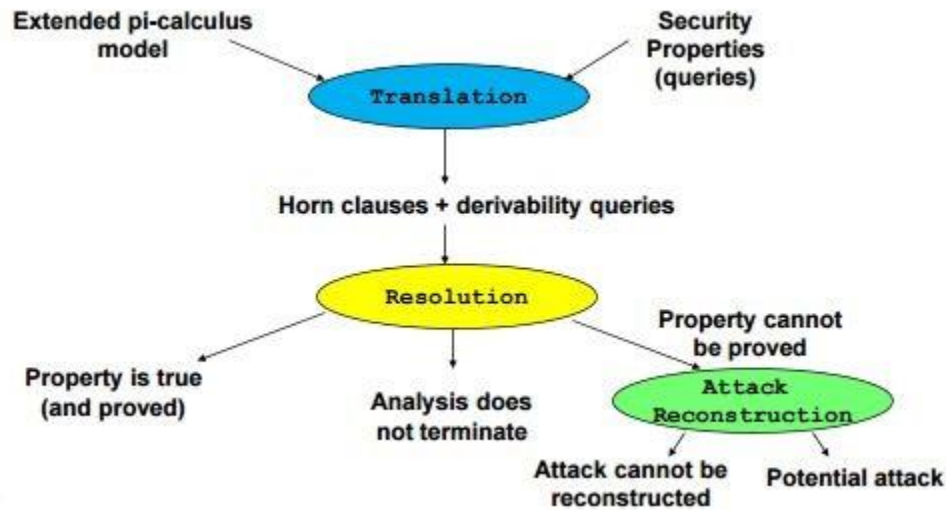 Extended pi-calculus
model
Security
Properties
(queries)
Translation
Horn clauses + derivability queries
Resolution
Property is true
(and proved)
Analysis does
not terminate
Property cannot
be proved
Attack
Reconstruction
Attack cannot be
reconstructed
Potential attack